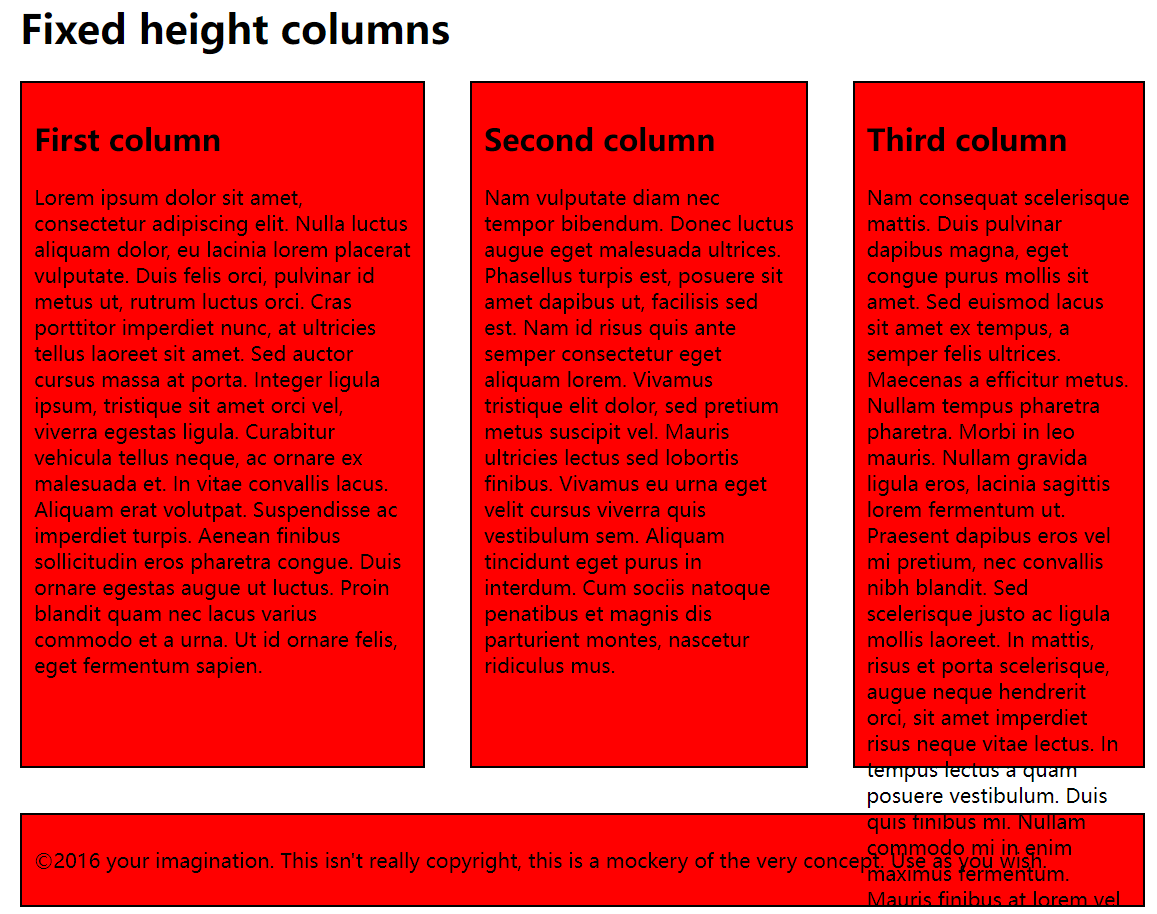 Fixed height columns
First column
Lorem ipsum dolor sit amet,
consectetur adipiscing elit. Nulla luctus
aliquam dolor, eu lacinia lorem placerat
vulputate. Duis felis orci, pulvinar id
metus ut, rutrum luctus orci. Cras
porttitor imperdiet nunc, at ultricies
tellus laoreet sit amet. Sed auctor
cursus massa at porta. Integer ligula
ipsum, tristique sit amet orci vel,
viverra egestas ligula. Curabitur
vehicula tellus neque, ac ornare ex
malesuada et. In vitae convallis lacus.
Aliquam erat volutpat. Suspendisse ac
imperdiet turpis. Aenean finibus
sollicitudin eros pharetra congue. Duis
ornare egestas augue ut luctus. Proin
blandit quam nec lacus varius
commodo et a urna. Ut id ornare felis,
eget fermentum sapien.
Second column
Nam vulputate diam nec
tempor bibendum. Donec luctus
augue eget malesuada ultrices.
Phasellus turpis est, posuere sit
amet dapibus ut, facilisis sed
est. Nam id risus quis ante
semper consectetur eget
aliquam lorem. Vivamus
tristique elit dolor, sed pretium
metus suscipit vel. Mauris
ultricies lectus sed lobortis
finibus. Vivamus eu urna eget
velit cursus viverra quis
vestibulum sem. Aliquam
tincidunt eget purus in
interdum. Cum sociis natoque
penatibus et magnis dis
parturient montes, nascetur
ridiculus mus.
Third column
Nam consequat scelerisque
mattis. Duis pulvinar
dapibus magna, eget
congue purus mollis sit
amet. Sed euismod lacus
sit amet ex tempus, a
semper felis ultrices.
Maecenas a efficitur metus.
Nullam tempus pharetra
pharetra. Morbi in leo
mauris. Nullam gravida
ligula eros, lacinia sagittis
lorem fermentum ut.
Praesent dapibus eros vel
mi pretium, nec convallis
nibh blandit. Sed
scelerisque justo ac ligula
mollis laoreet. In mattis,
risus et porta scelerisque,
augue neque hendrerit
orci, sit amet imperdiet
risus neque vitae lectus. In
tempus lectus a quam
posuere vestibulum. Duis
quis finibus mi. Nullam
commodo mi in enim
maximus fermentum.
Mauris finibus at lorem vel
©2016 your imagination. This isn't really copyright, this is a mockery of the very concept. Use as you wish.